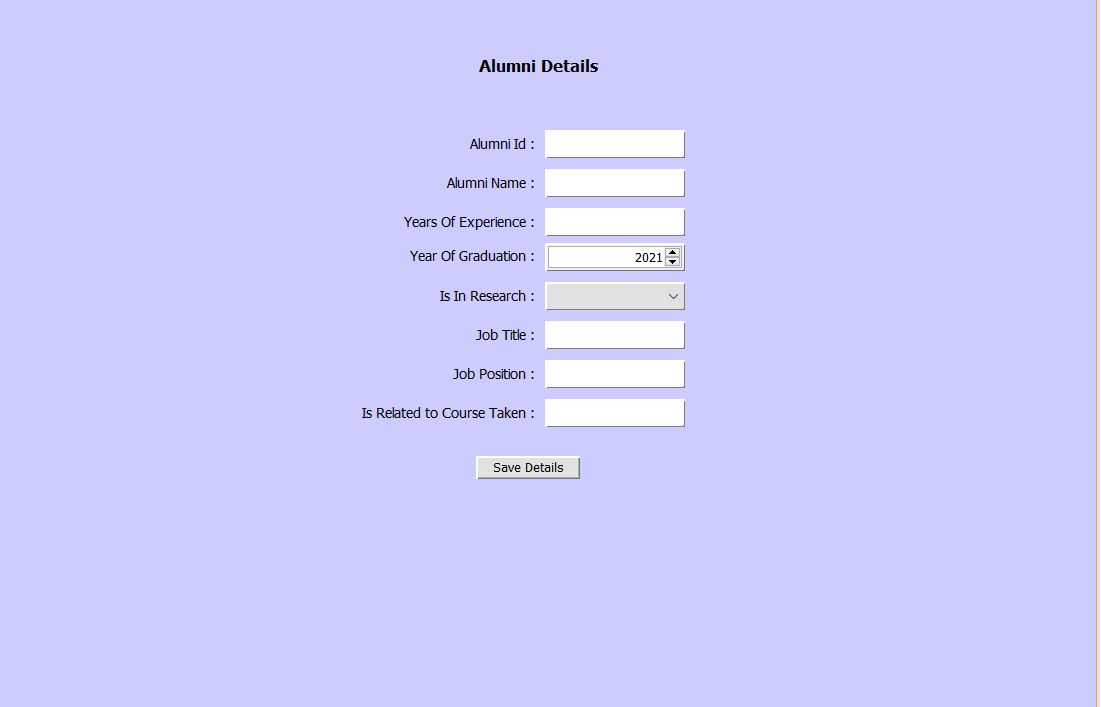 Alumni Details
Alumni Id :
Alumni Name :
Years Of Experience :
Year Of Graduation : 2021
Is In Research :
Job Title :
Job Position :
Is Related to Course Taken :
Save Details